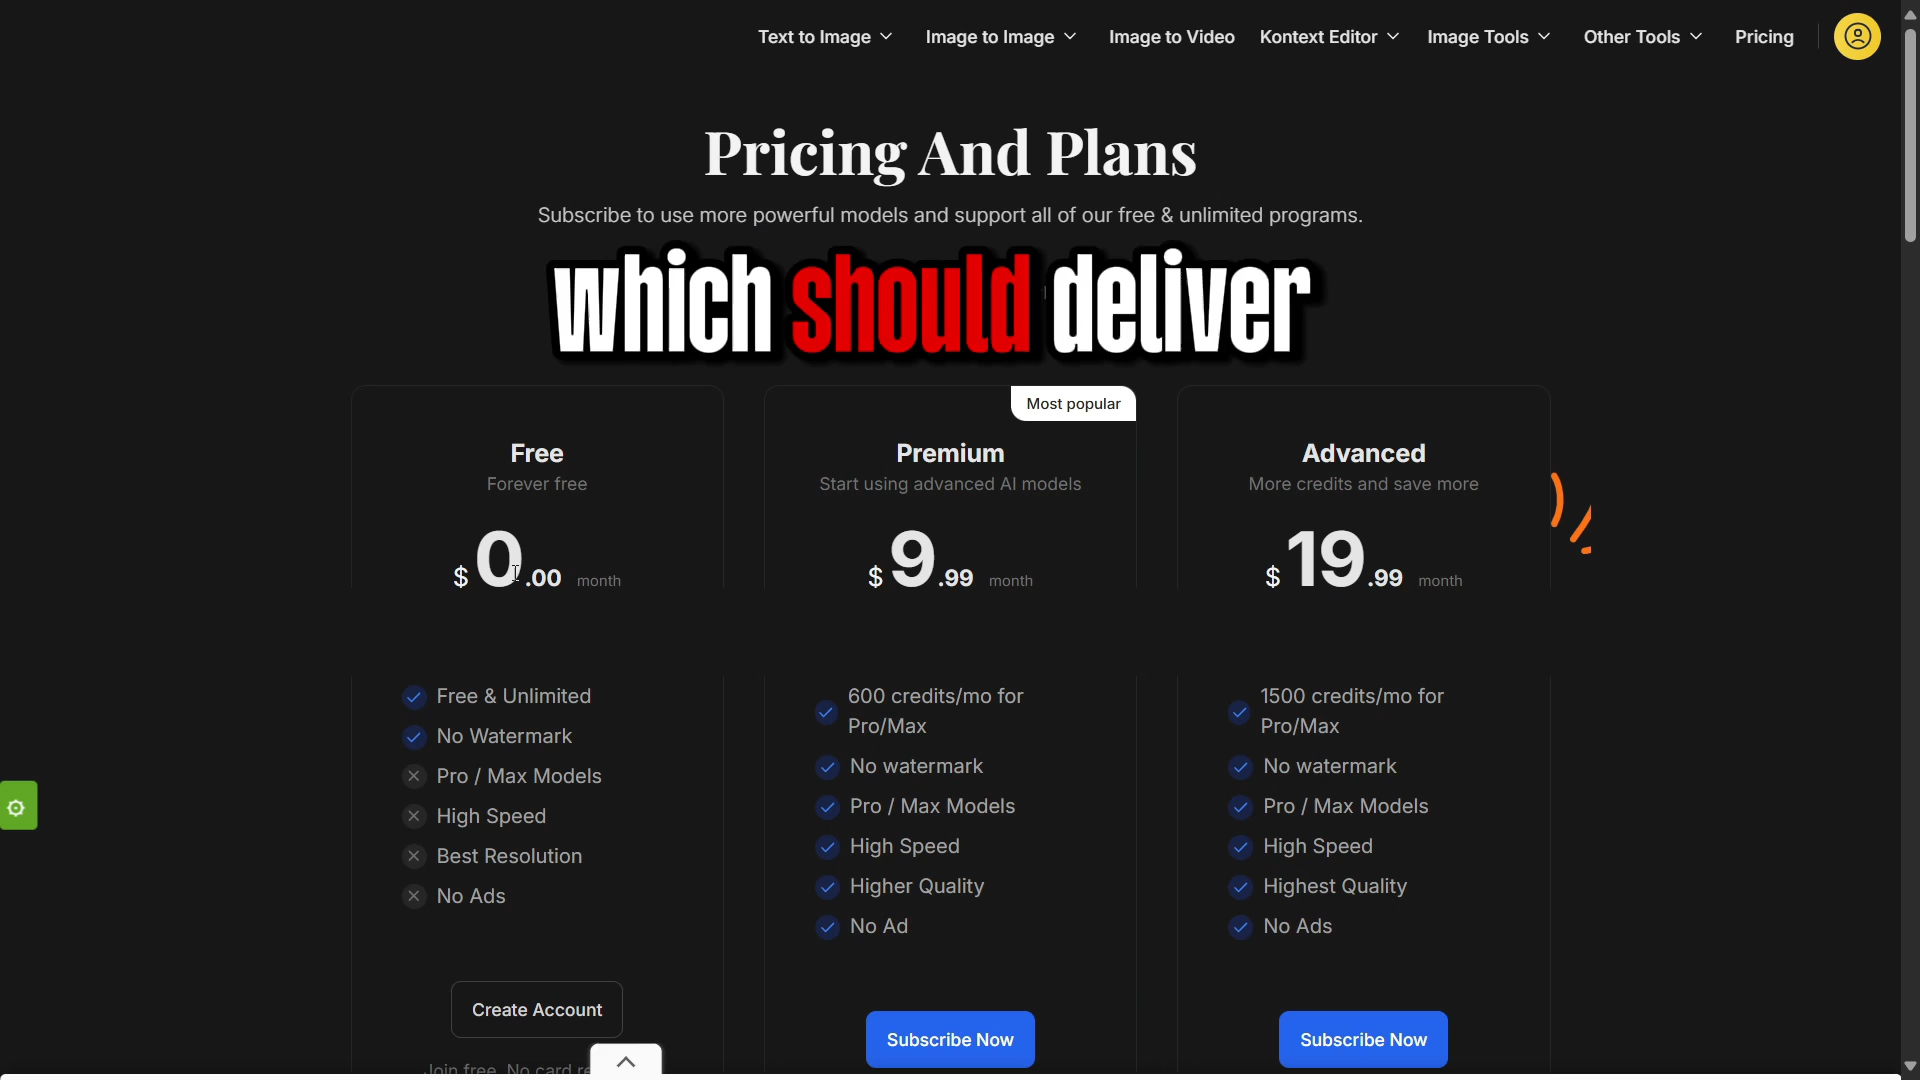 Text to Image
Image to Image
Image to Video
Kontext Editor
Image Tools
Other Tools
Pricing
Pricing And Plans
Subscribe to use more powerful models and support all of our free & unlimited programs.
which should deliver
Most popular
Free
Forever free
$ 0.00 month
Free & Unlimited
No Watermark
Pro / Max Models
High Speed
Best Resolution
No Ads
Create Account
Join free. No card
Premium
Start using advanced AI models
$ 9.99 month
600 credits/mo for
Pro/Max
No watermark
Pro / Max Models
High Speed
Higher Quality
No Ad
Subscribe Now
Advanced
More credits and save more
$ 19.99 month
1500 credits/mo for
Pro/Max
No watermark
Pro / Max Models
High Speed
Highest Quality
No Ads
Subscribe Now